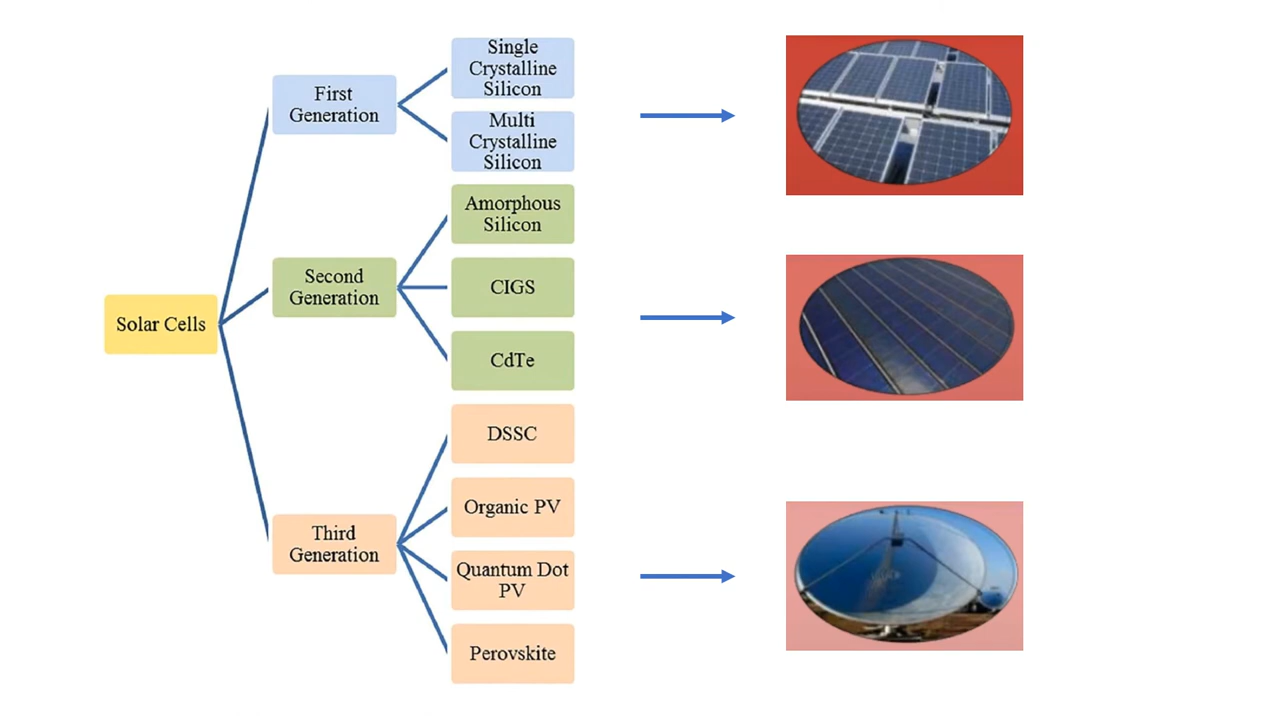 Single
Crystalline
Silicon
First
Generation
Multi
Crystalline
Silicon
Amorphous
Silicon
Second
Generation
CIGS
Solar Cells
CdTe
DSSC
Organic PV
Third
Generation
Quantum Dot
PV
Perovskite